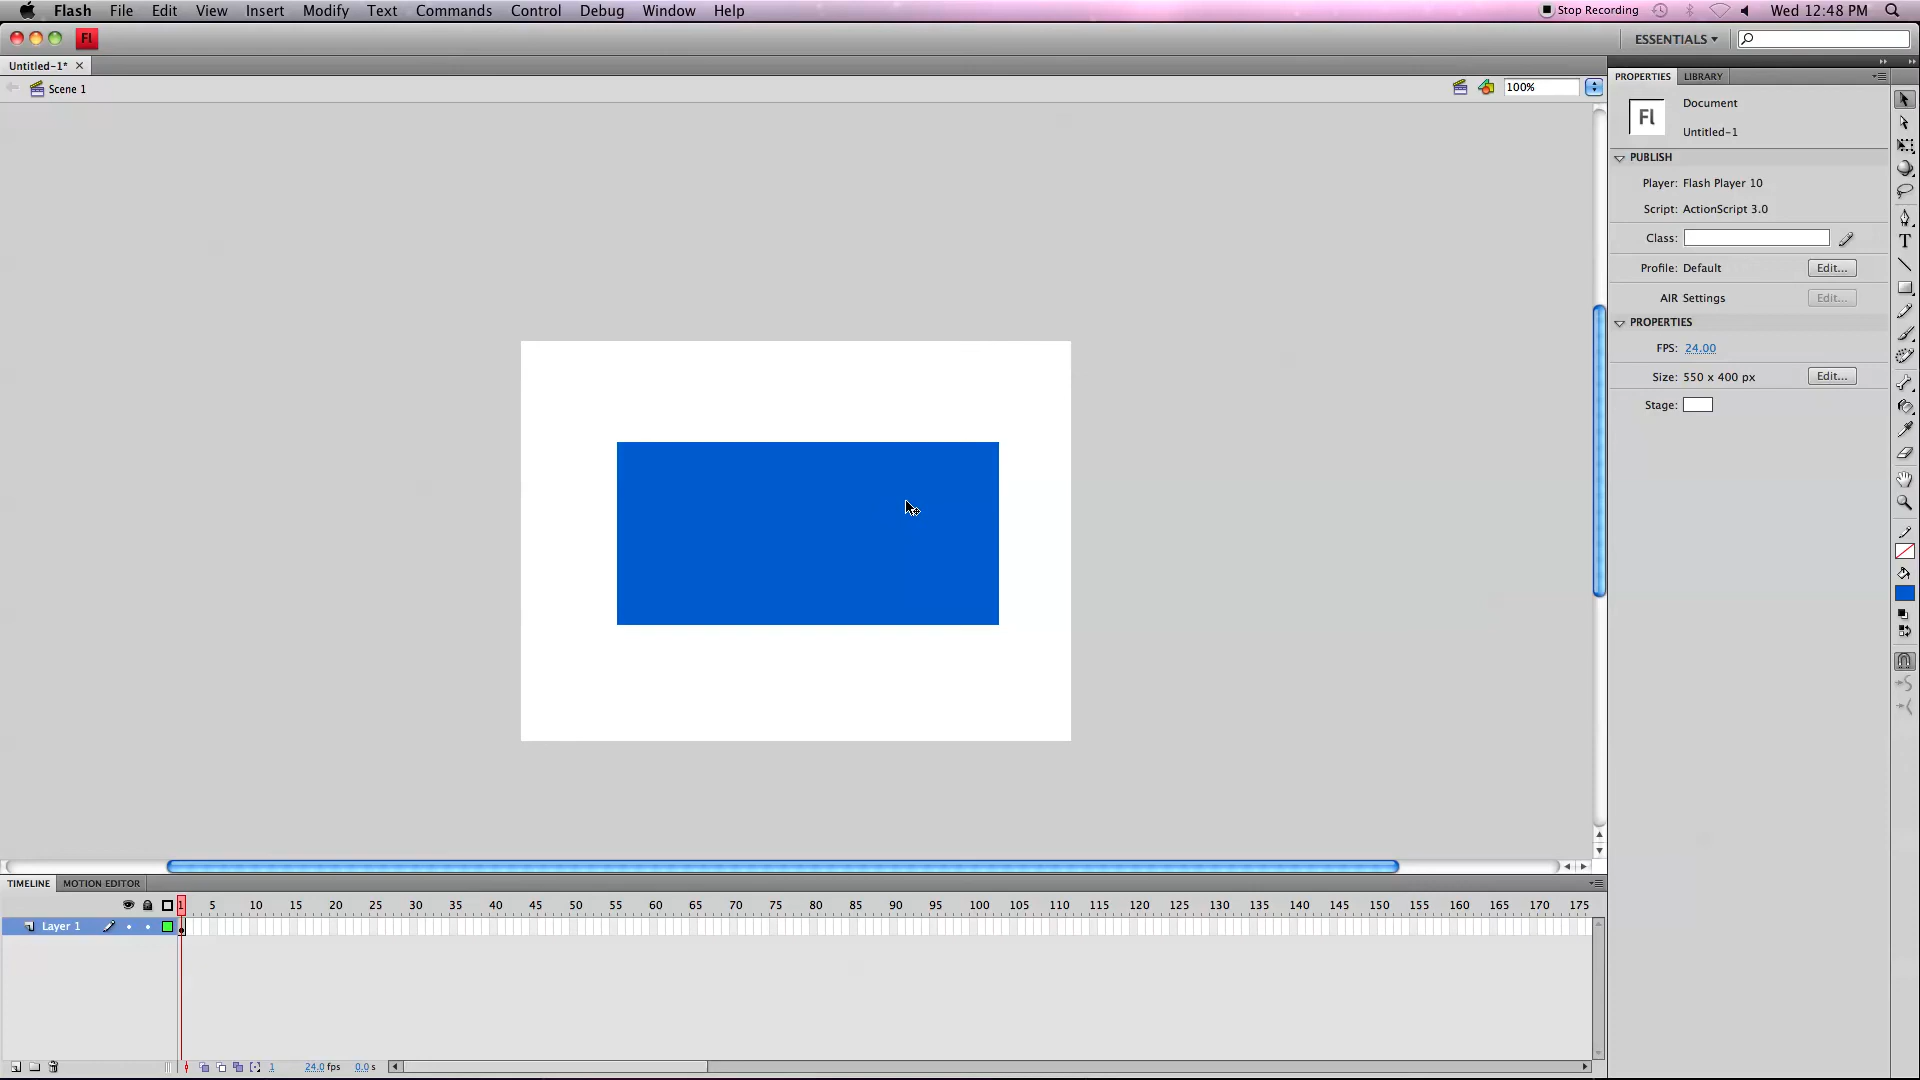 Flash File Edit View Insert Modify Text Commands Control Debug Window Help Stop Recording Wed 12:48 PM
Fl ESSENTIALS
Untitled-1*
Scene 1 100%
PROPERTIES LIBRARY
Fl Document
Untitled-1
PUBLISH
Player: Flash Player 10
Script: ActionScript 3.0
Class:
Profile: Default Edit...
AIR Settings Edit...
PROPERTIES
FPS: 24.00
Size: 550 x 400 px Edit...
Stage:
TIMELINE MOTION EDITOR
1 5 10 15 20 25 30 35 40 45 50 55 60 65 70 75 80 85 90 95 100 105 110 115 120 125 130 135 140 145 150 155 160 165 170 175
Layer 1
1 24.0 fps 0.0 s